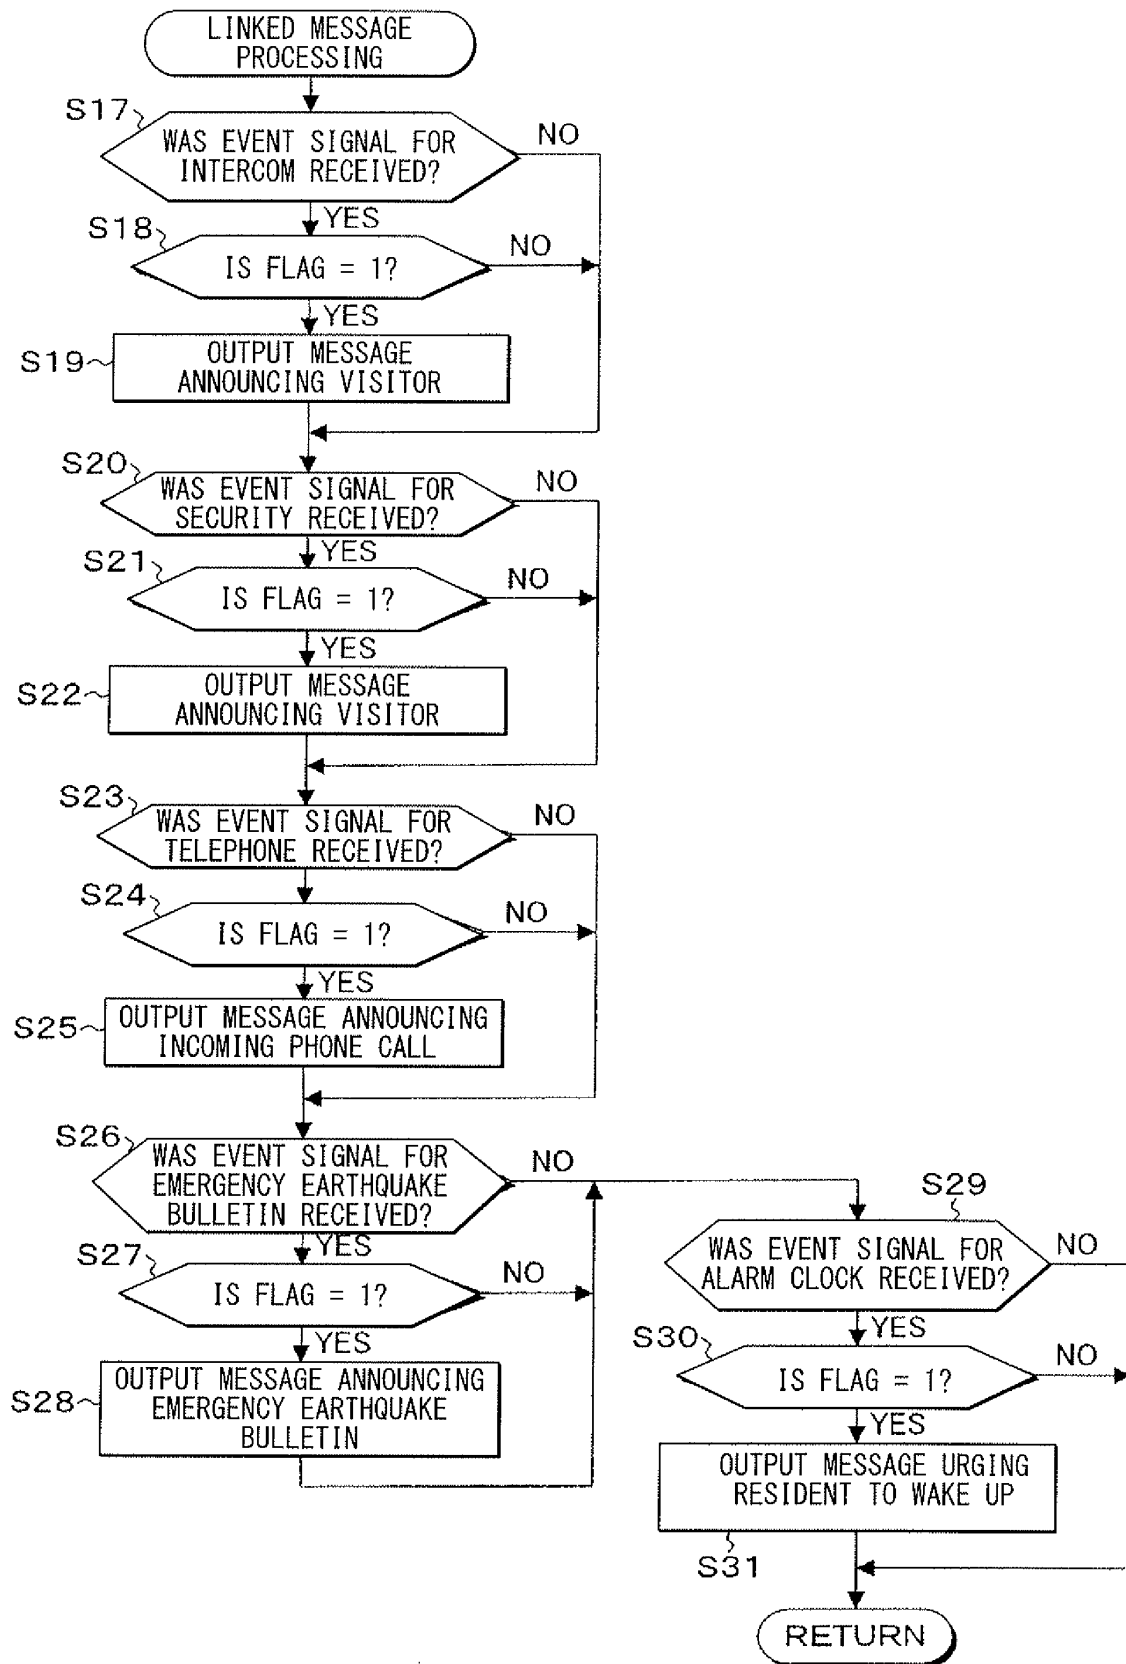 LINKED MESSAGE
PROCESSING
S17
WAS EVENT SIGNAL FOR
INTERCOM RECEIVED?
NO
YES
S18
IS FLAG = 1?
NO
YES
S19
OUTPUT MESSAGE
ANNOUNCING VISITOR
S20
WAS EVENT SIGNAL FOR
SECURITY RECEIVED?
NO
YES
S21
IS FLAG = 1?
NO
YES
S22
OUTPUT MESSAGE
ANNOUNCING VISITOR
S23
WAS EVENT SIGNAL FOR
TELEPHONE RECEIVED?
NO
S24
IS FLAG = 1?
NO
YES
S25
OUTPUT MESSAGE ANNOUNCING
INCOMING PHONE CALL
S26
WAS EVENT SIGNAL FOR
EMERGENCY EARTHQUAKE
BULLETIN RECEIVED?
NO
YES
S27
IS FLAG = 1?
NO
YES
S28
OUTPUT MESSAGE ANNOUNCING
EMERGENCY EARTHQUAKE
BULLETIN
S29
WAS EVENT SIGNAL FOR
ALARM CLOCK RECEIVED?
NO
YES
S30
IS FLAG = 1?
NO
YES
OUTPUT MESSAGE URGING
RESIDENT TO WAKE UP
S31
RETURN